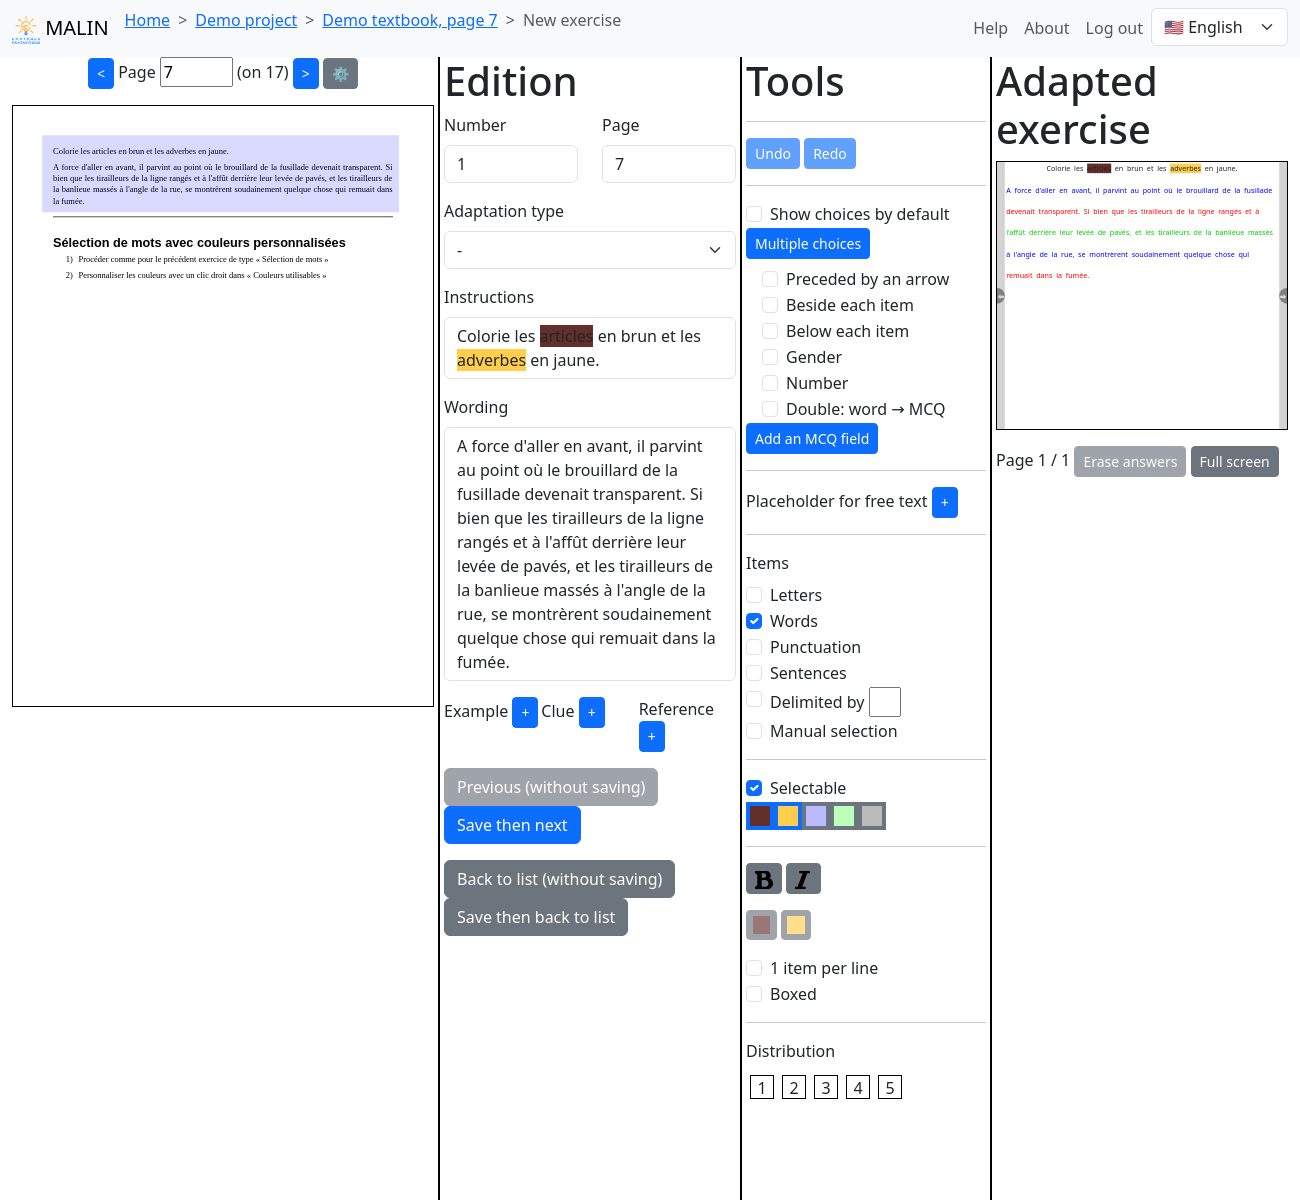 MALIN Home > Demo project > Demo textbook, page 7 > New exercise Help About Log out 🇺🇸 English
< Page 7 (on 17) > ⚙️
Colorie les articles en brun et les adverbes en jaune.
A force d'aller en avant, il parvint au point où le brouillard de la fusillade devenait transparent. Si
bien que les tirailleurs de la ligne rangés et à l'affût derrière leur levée de pavés, et les tirailleurs de
la banlieue massés à l'angle de la rue, se montrèrent soudainement quelque chose qui remuait dans
la fumée.
Sélection de mots avec couleurs personnalisées
1) Procéder comme pour le précédent exercice de type « Sélection de mots »
2) Personnaliser les couleurs avec un clic droit dans « Couleurs utilisables »
Edition
Number Page
1 7
Adaptation type
-
Instructions
Colorie les articles en brun et les
adverbes en jaune.
Wording
A force d'aller en avant, il parvint
au point où le brouillard de la
fusillade devenait transparent. Si
bien que les tirailleurs de la ligne
rangés et à l'affût derrière leur
levée de pavés, et les tirailleurs de
la banlieue massés à l'angle de la
rue, se montrèrent soudainement
quelque chose qui remuait dans la
fumée.
Example + Clue + Reference
+
Previous (without saving)
Save then next
Back to list (without saving)
Save then back to list
Tools
Undo Redo
Show choices by default
Multiple choices
Preceded by an arrow
Beside each item
Below each item
Gender
Number
Double: word → MCQ
Add an MCQ field
Placeholder for free text +
Items
Letters
Words
Punctuation
Sentences
Delimited by
Manual selection
Selectable
B I
1 item per line
Boxed
Distribution
1 2 3 4 5
Adapted
exercise
Colorie les articles en brun et les adverbes en jaune.
A force d'aller en avant, il parvint au point où le brouillard de la fusillade
devenait transparent. Si bien que les tirailleurs de la ligne rangés et à
l'affût derrière leur levée de pavés, et les tirailleurs de la banlieue massés
à l'angle de la rue, se montrèrent soudainement quelque chose qui
remuait dans la fumée.
Page 1 / 1 Erase answers Full screen